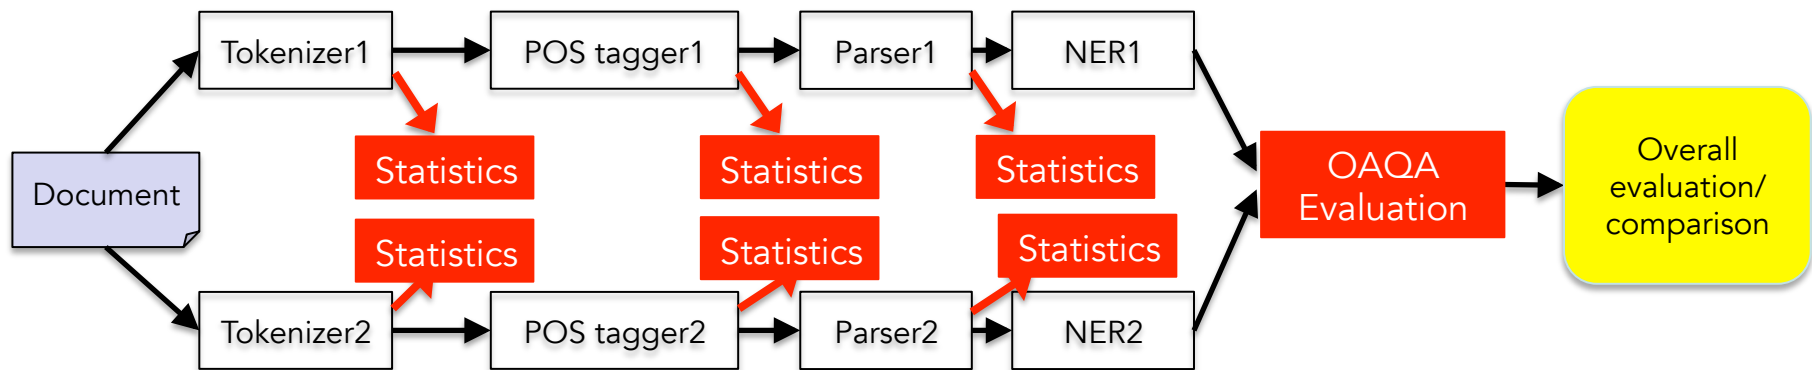 Tokenizer1
POS tagger1
Parser1
NER1
Statistics
Statistics
Statistics
Document
OAQA
Evaluation
Overall
evaluation/
comparison
Statistics
Statistics
Statistics
Tokenizer2
POS tagger2
Parser2
NER2